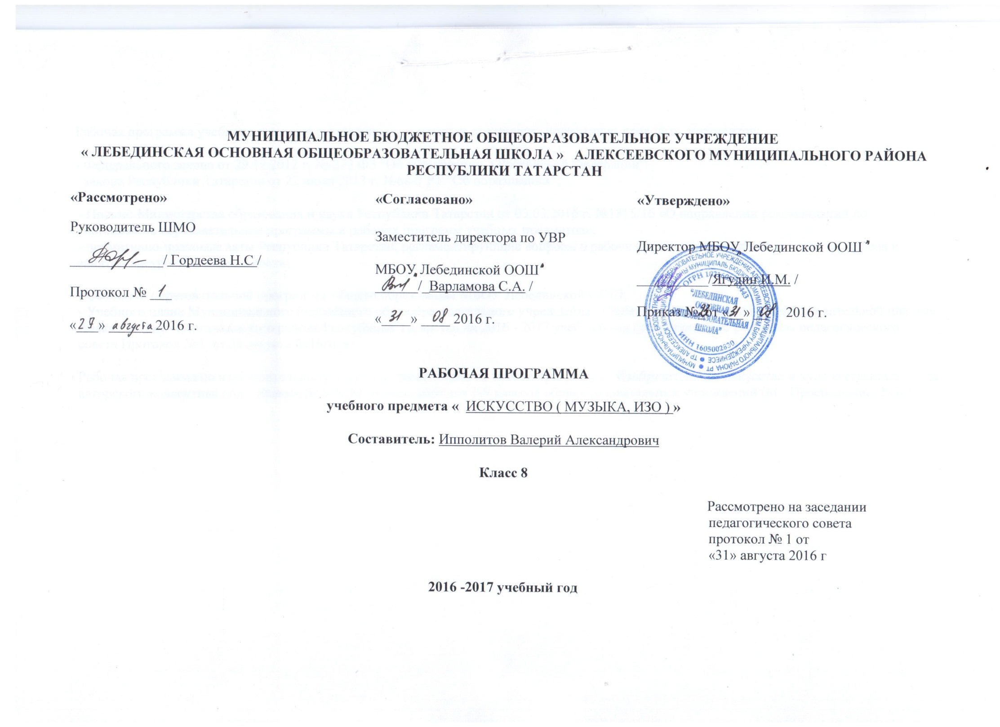 МУНИЦИПАЛЬНОЕ БЮДЖЕТНОЕ ОБЩЕОБРАЗОВАТЕЛЬНОЕ УЧРЕЖДЕНИЕ
« ЛЕБЕДИНСКАЯ ОСНОВНАЯ ОБЩЕОБРАЗОВАТЕЛЬНАЯ ШКОЛА » АЛЕКСЕЕВСКОГО МУНИЦИПАЛЬНОГО РАЙОНА
РЕСПУБЛИКИ ТАТАРСТАН
«Рассмотрено»
Руководитель ШМО
/ Гордеева Н.С /
Протокол № 1
«27» августа 2016 г.
«Согласовано»
Заместитель директора по УВР
МБОУ "Лебединской ООШ"
/ Варламова С.А. /
«31» 08 2016 г.
«Утверждено»
Директор МБОУ "Лебединской ООШ"
/Ягудин И.М. /
Приказ № от «31» 08 2016 г.
"ЛЕБЕДИНСКАЯ
ОСНОВНАЯ
ОБЩЕОБРАЗОВАТЕЛЬНАЯ
ШКОЛА"
ИНН 1605002830
РАБОЧАЯ ПРОГРАММА
учебного предмета « ИСКУССТВО ( МУЗЫКА, ИЗО ) »
Составитель: Ипполитов Валерий Александрович
Класс 8
Рассмотрено на заседании
педагогического совета
протокол № 1 от
«31» августа 2016 г
2016 -2017 учебный год